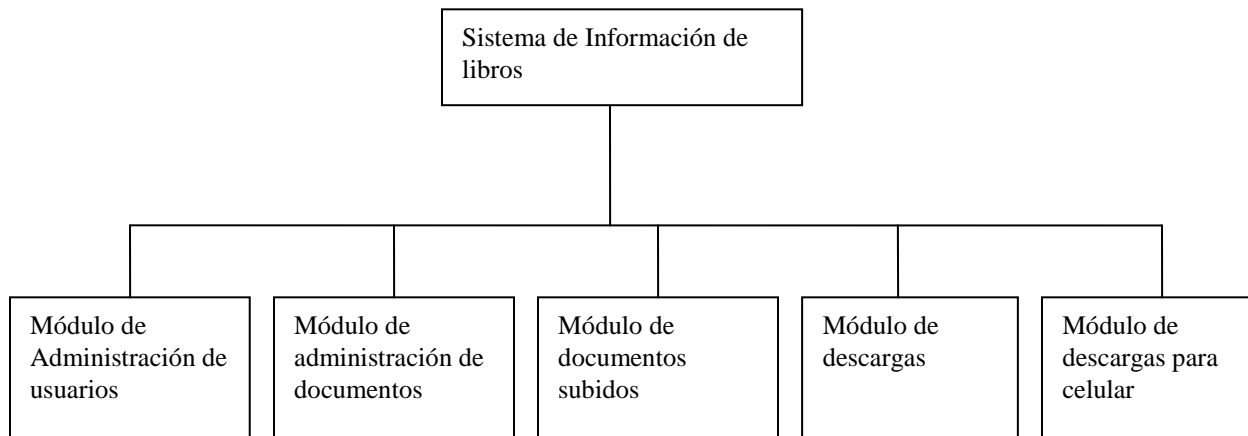 Sistema de Información de
libros
Módulo de
Administración de
usuarios
Módulo de
administración de
documentos
Módulo de
documentos
subidos
Módulo de
descargas
Módulo de
descargas para
celular